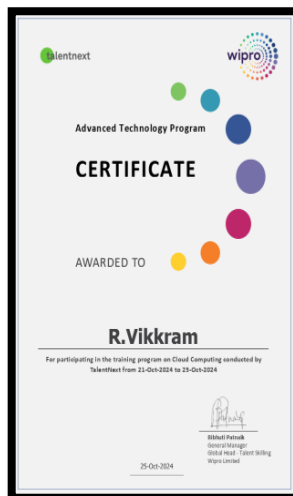 talentnext
wipro
Advanced Technology Program
CERTIFICATE
AWARDED TO
R.Vikkram
For participating in the training program on Cloud Computing conducted by
TalentNext from 21-Oct-2024 to 25-Oct-2024
Bibhuti Patnaik
General Manager
Global Head - Talent Skilling
Wipro Limited
25-Oct-2024